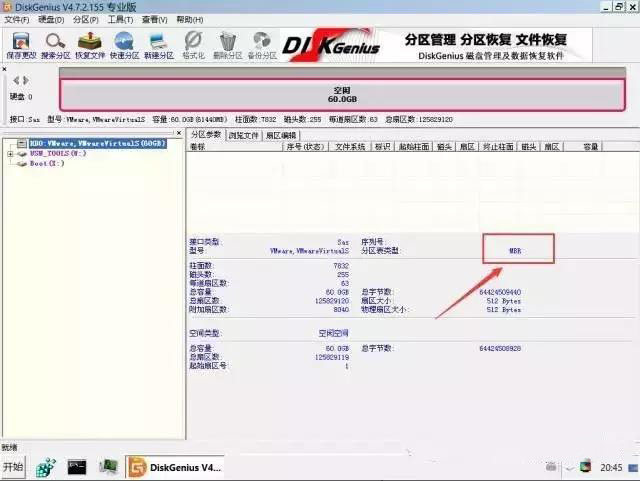 DiskGenius V4.7.2.155 专业版
文件(F) 硬盘(D) 分区(P) 工具(T) 查看(V) 帮助(H)
保存更改 搜索分区 恢复文件 快速分区 新建分区 格式化 删除分区 备份分区
DISKGenius
分区管理 分区恢复 文件恢复
DiskGenius 磁盘管理及数据恢复软件
硬盘 0
空闲
60.0GB
接口:Sas 型号:VMware,VMwareVirtualS 容量:60.0GB(61440MB) 柱面数:7832 磁头数:255 每道扇区数:63 总扇区数:125829120
HD0:VMware,VMwareVirtualS(60GB)
USM_TOOLS(W:)
Boot(X:)
分区参数 浏览文件 扇区编辑
卷标 序号(状态) 文件系统 标识 起始柱面 磁头 扇区 终止柱面 磁头 扇区 容量
接口类型: Sas 序列号:
型号: VMware,VMwareVirtualS 分区表类型: MBR
柱面数: 7832
磁头数: 255
每道扇区数: 63
总容量: 60.0GB 总字节数: 64424509440
总扇区数: 125829120 扇区大小: 512 Bytes
附加扇区数: 8040 物理扇区大小: 512 Bytes
空间类型: 空闲空间
总容量: 60.0GB 总字节数: 64424508928
总扇区数: 125829119
起始扇区号: 1
就绪
开始 DiskGenius V4... 20:45